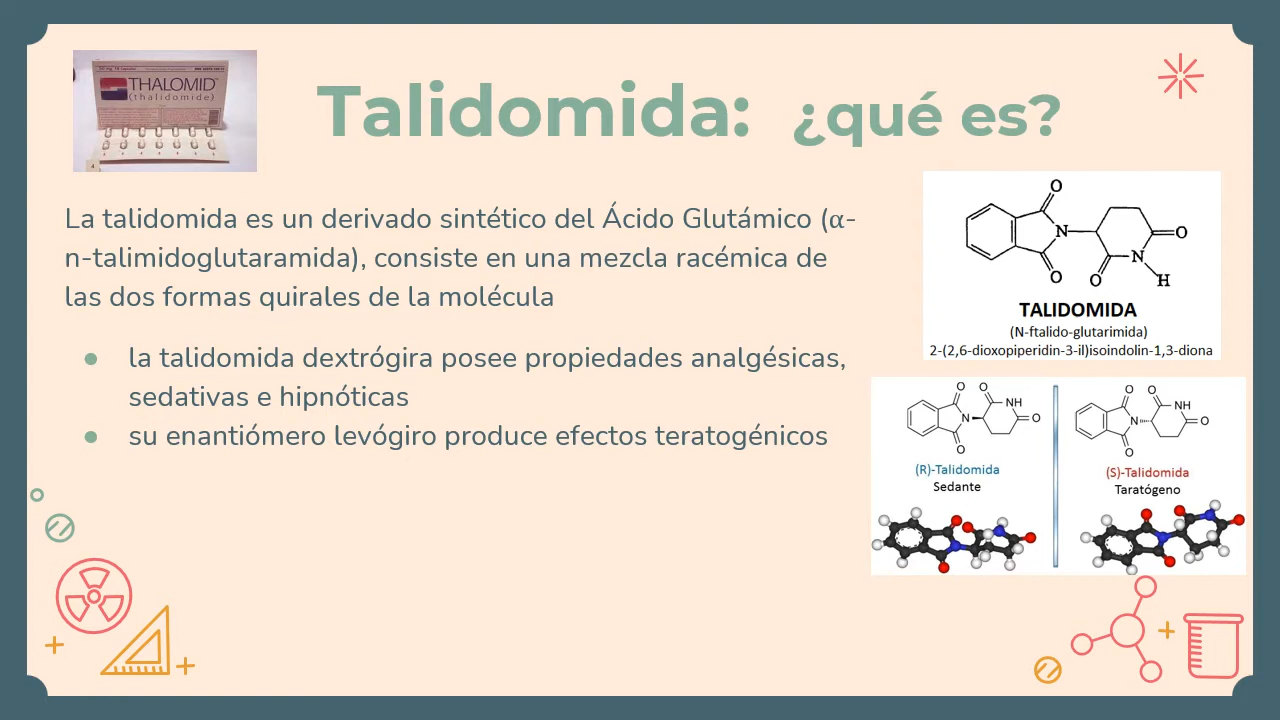 THALOMID
(thalidomide)
Talidomida: ¿qué es?
La talidomida es un derivado sintético del Ácido Glutámico (α-
n-talimidoglutaramida), consiste en una mezcla racémica de
las dos formas quirales de la molécula
● la talidomida dextrógira posee propiedades analgésicas,
sedativas e hipnóticas
● su enantiómero levógiro produce efectos teratogénicos
O
N
O
O
O
N
H
TALIDOMIDA
(N-ftalido-glutarimida)
2-(2,6-dioxopiperidin-3-il)isoindolin-1,3-diona
O
O
NH
N
O
O
(R)-Talidomida
Sedante
O
O
NH
N
O
O
(S)-Talidomida
Taratógeno